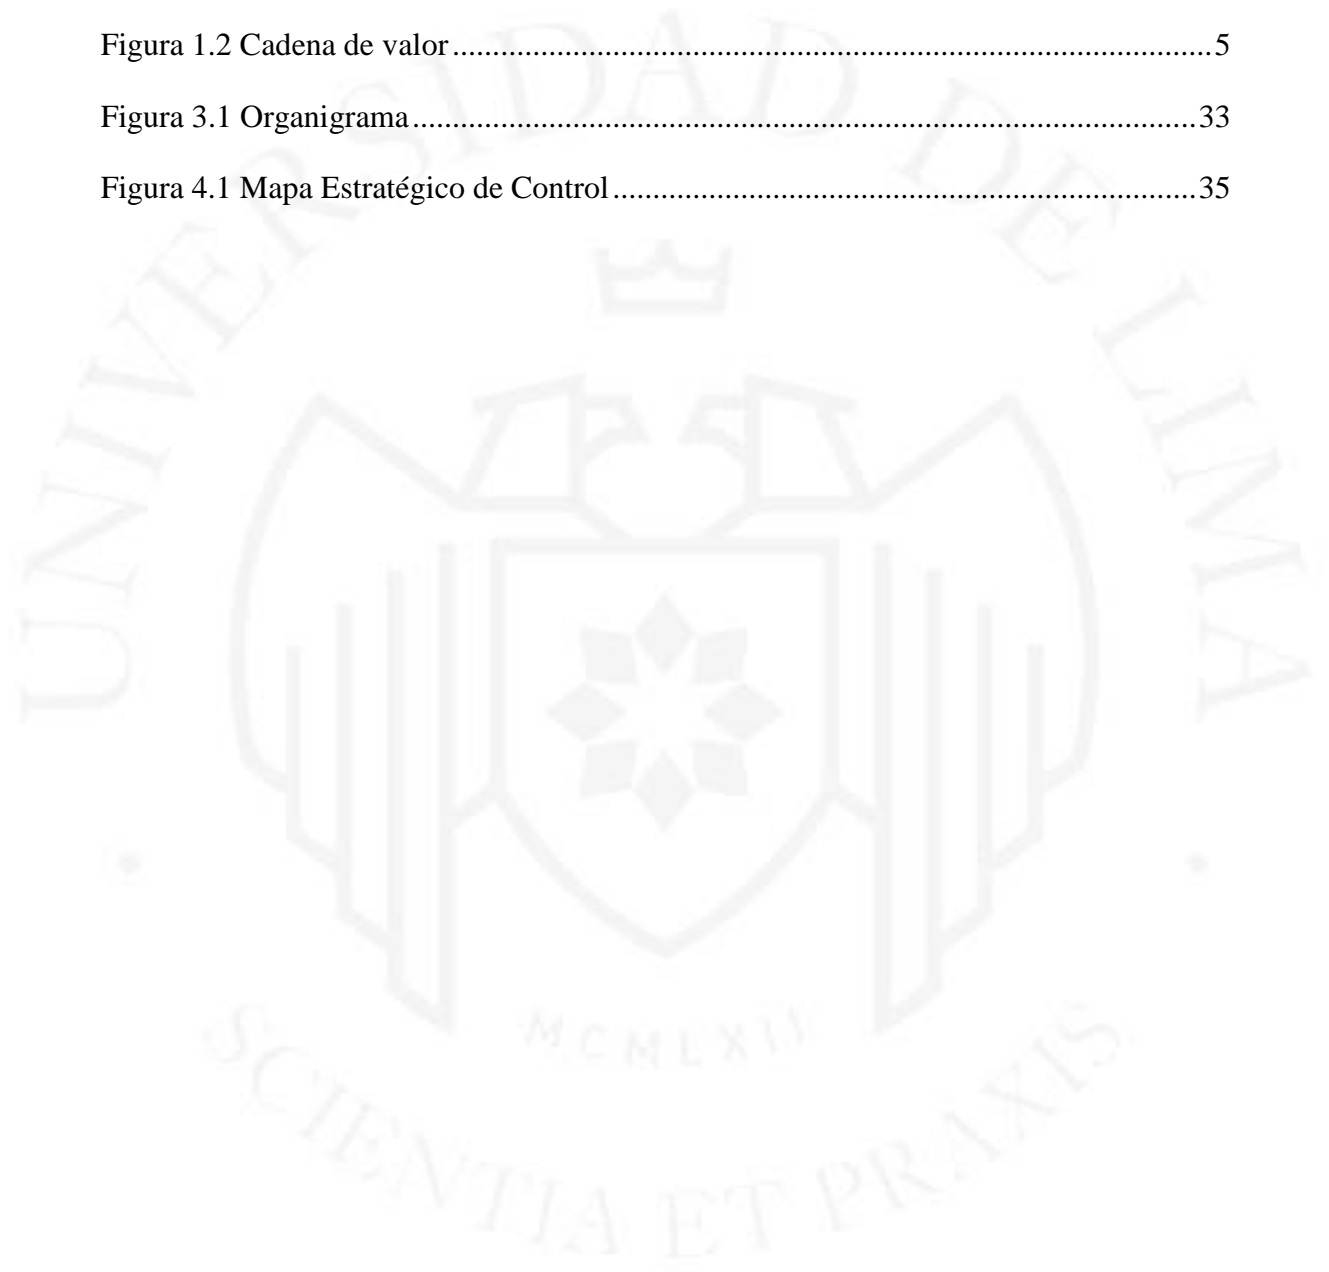 Figura 1.2 Cadena de valor....................5
Figura 3.1 Organigrama....................33
Figura 4.1 Mapa Estratégico de Control....................35
UNIVERSIDAD DE LIMA
MCMLXII
SCIENTIA ET PRAXIS